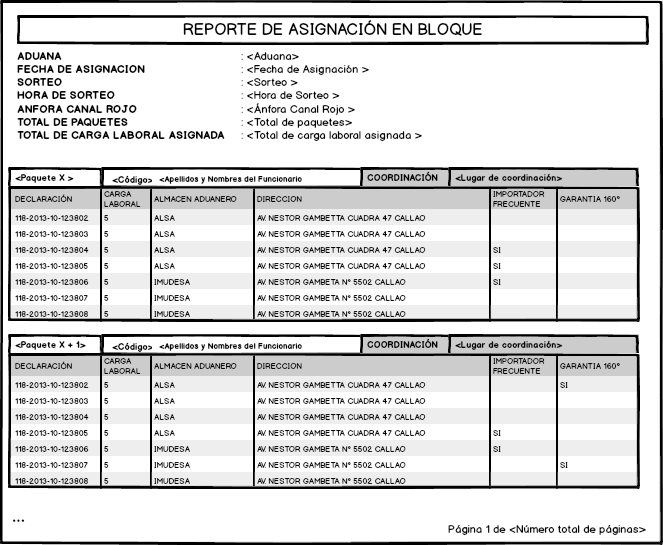 REPORTE DE ASIGNACIÓN EN BLOQUE
ADUANA : <Aduana>
FECHA DE ASIGNACION : <Fecha de Asignación >
SORTEO : <Sorteo >
HORA DE SORTEO : <Hora de Sorteo >
ANFORA CANAL ROJO : <Ánfora Canal Rojo >
TOTAL DE PAQUETES : <Total de paquetes>
TOTAL DE CARGA LABORAL ASIGNADA : <Total de carga laboral asignada >
<Paquete X > <Código> <Apellidos y Nombres del Funcionario COORDINACIÓN <Lugar de coordinación>
DECLARACIÓN CARGA LABORAL ALMACEN ADUANERO DIRECCION IMPORTADOR FRECUENTE GARANTIA 160°
118-2013-10-123802 5 ALSA AV. NESTOR GAMBETTA CUADRA 47 CALLAO
118-2013-10-123803 5 ALSA AV. NESTOR GAMBETTA CUADRA 47 CALLAO
118-2013-10-123804 5 ALSA AV. NESTOR GAMBETTA CUADRA 47 CALLAO SI
118-2013-10-123805 5 ALSA AV. NESTOR GAMBETTA CUADRA 47 CALLAO SI
118-2013-10-123806 5 IMUDESA AV. NESTOR GAMBETA N° 5502 CALLAO SI
118-2013-10-123807 5 IMUDESA AV. NESTOR GAMBETA N° 5502 CALLAO
118-2013-10-123808 5 IMUDESA AV. NESTOR GAMBETA N° 5502 CALLAO
<Paquete X + 1> <Código> <Apellidos y Nombres del Funcionario COORDINACIÓN <Lugar de coordinación>
DECLARACIÓN CARGA LABORAL ALMACEN ADUANERO DIRECCION IMPORTADOR FRECUENTE GARANTIA 160°
118-2013-10-123802 5 ALSA AV. NESTOR GAMBETTA CUADRA 47 CALLAO SI
118-2013-10-123803 5 ALSA AV. NESTOR GAMBETTA CUADRA 47 CALLAO
118-2013-10-123804 5 ALSA AV. NESTOR GAMBETTA CUADRA 47 CALLAO
118-2013-10-123805 5 ALSA AV. NESTOR GAMBETTA CUADRA 47 CALLAO SI
118-2013-10-123806 5 IMUDESA AV. NESTOR GAMBETA N° 5502 CALLAO SI
118-2013-10-123807 5 IMUDESA AV. NESTOR GAMBETA N° 5502 CALLAO SI
118-2013-10-123808 5 IMUDESA AV. NESTOR GAMBETA N° 5502 CALLAO
...
Página 1 de <Número total de páginas>